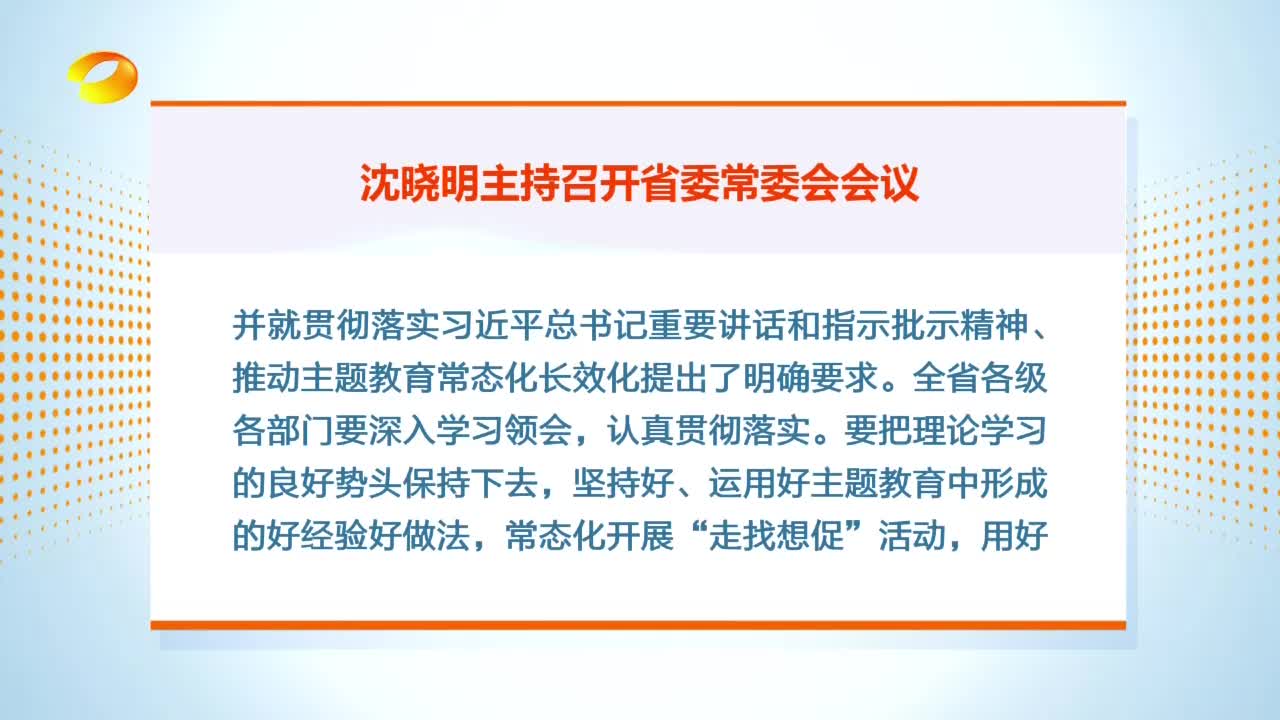 沈晓明主持召开省委常委会会议
并就贯彻落实习近平总书记重要讲话和指示批示精神、
推动主题教育常态化长效化提出了明确要求。全省各级
各部门要深入学习领会，认真贯彻落实。要把理论学习
的良好势头保持下去，坚持好、运用好主题教育中形成
的好经验好做法，常态化开展“走找想促”活动，用好